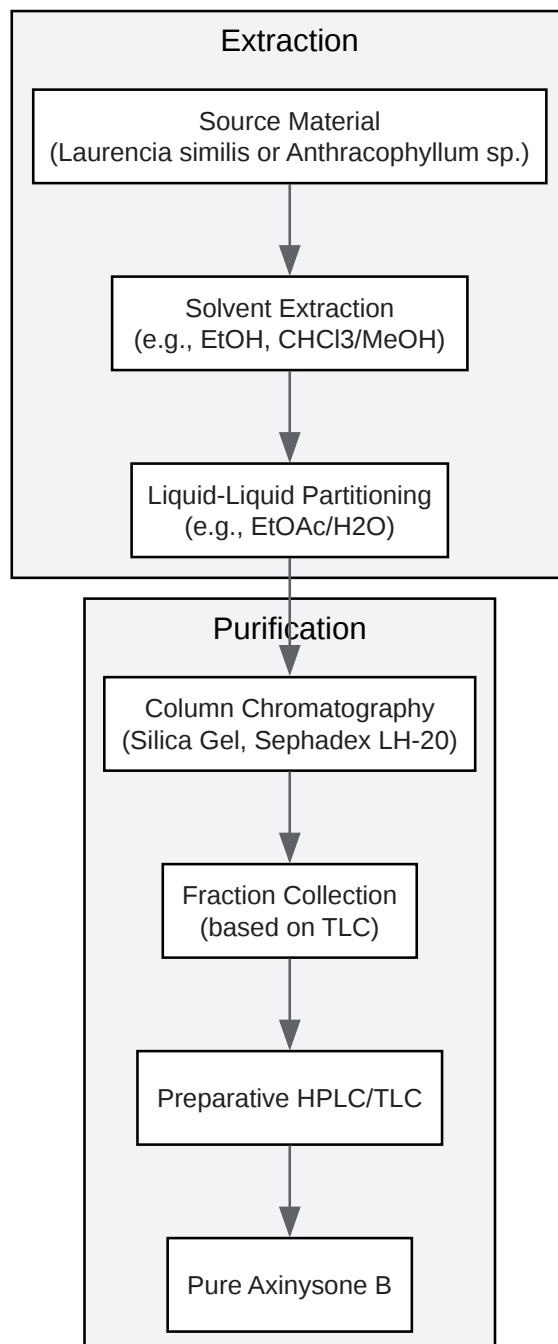 Extraction
Source Material
(Laurencia similis or Anthracophyllum sp.)
Solvent Extraction
(e.g., EtOH, CHCl3/MeOH)
Liquid-Liquid Partitioning
(e.g., EtOAc/H2O)
Purification
Column Chromatography
(Silica Gel, Sephadex LH-20)
Fraction Collection
(based on TLC)
Preparative HPLC/TLC
Pure Axinysone B